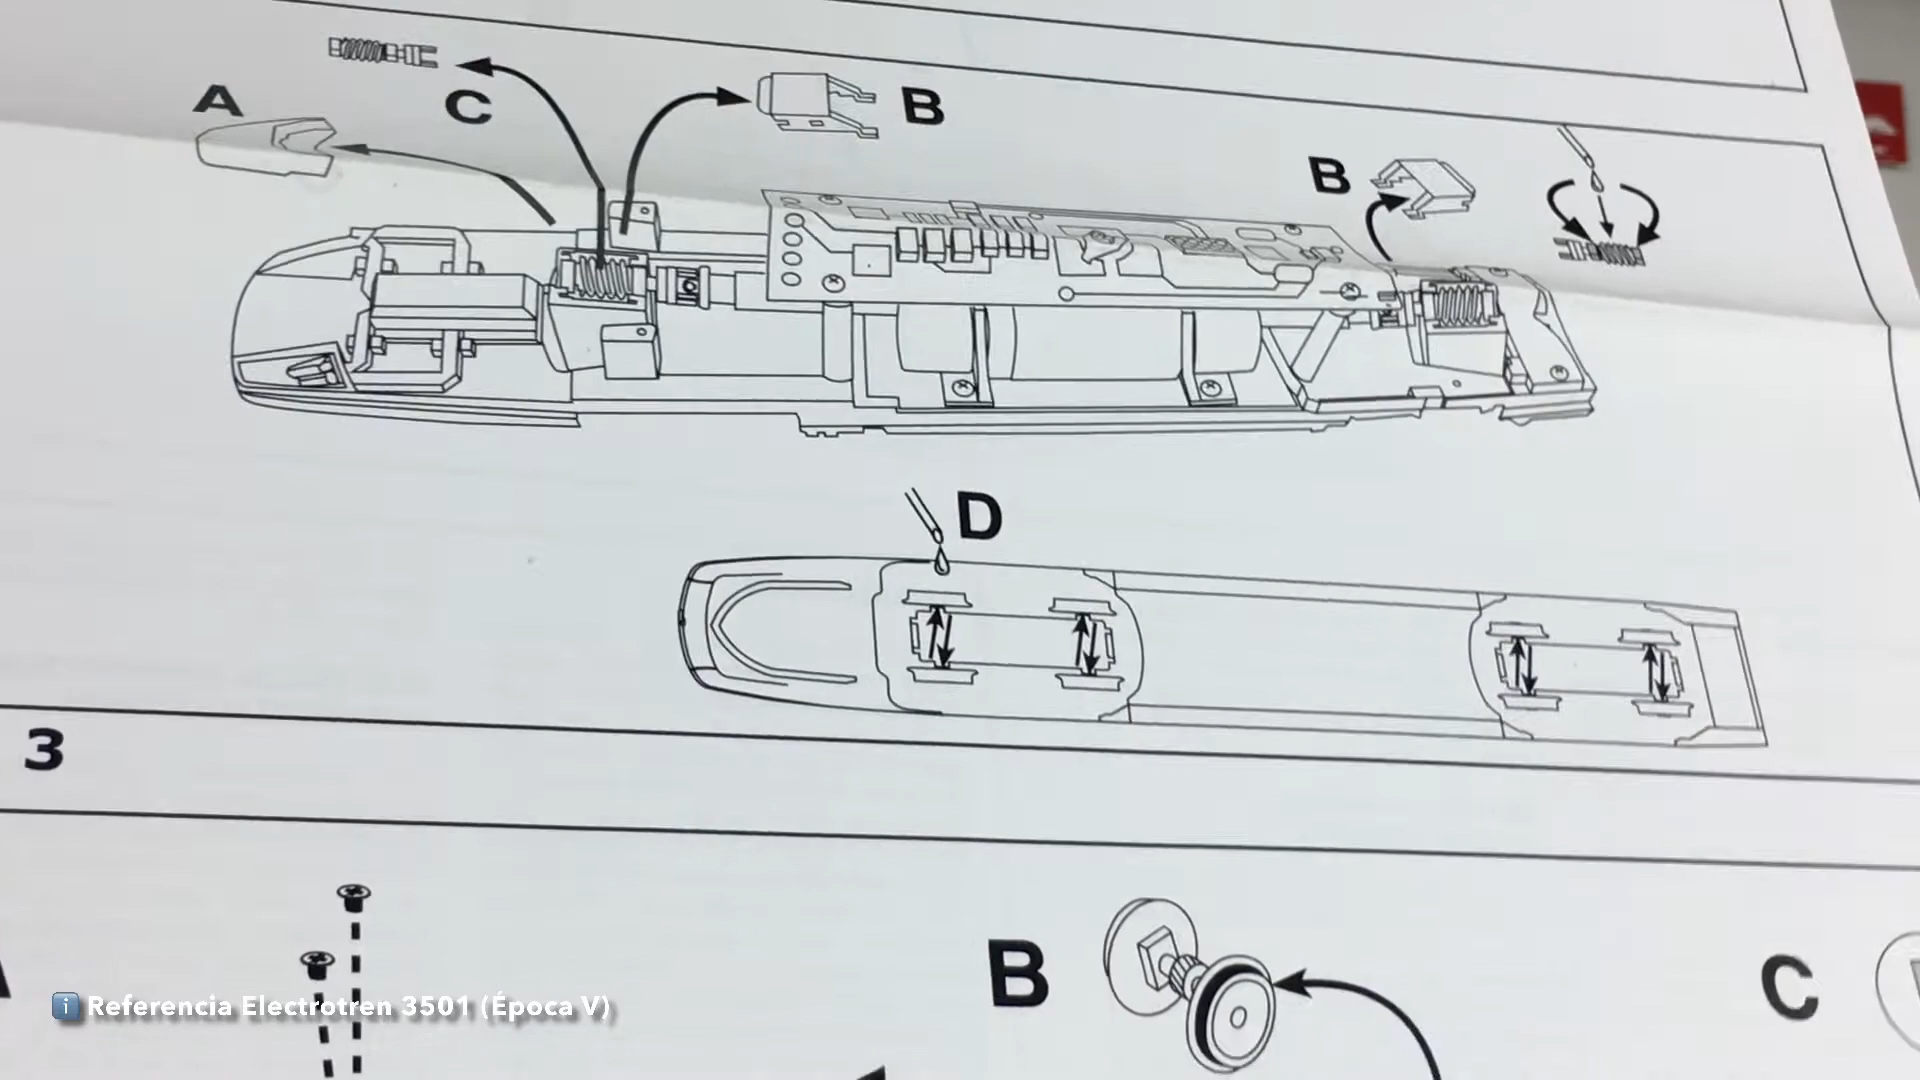 C
A
B
B
D
3
B
C
ℹ Referencia Electrotren 3501 (Época V)